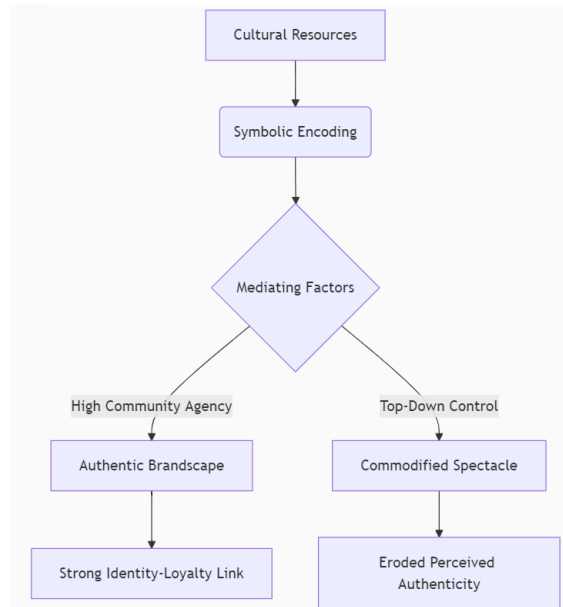 Cultural Resources
Symbolic Encoding
Mediating Factors
High Community Agency
Top-Down Control
Authentic Brandscape
Commodified Spectacle
Strong Identity-Loyalty Link
Eroded Perceived
Authenticity